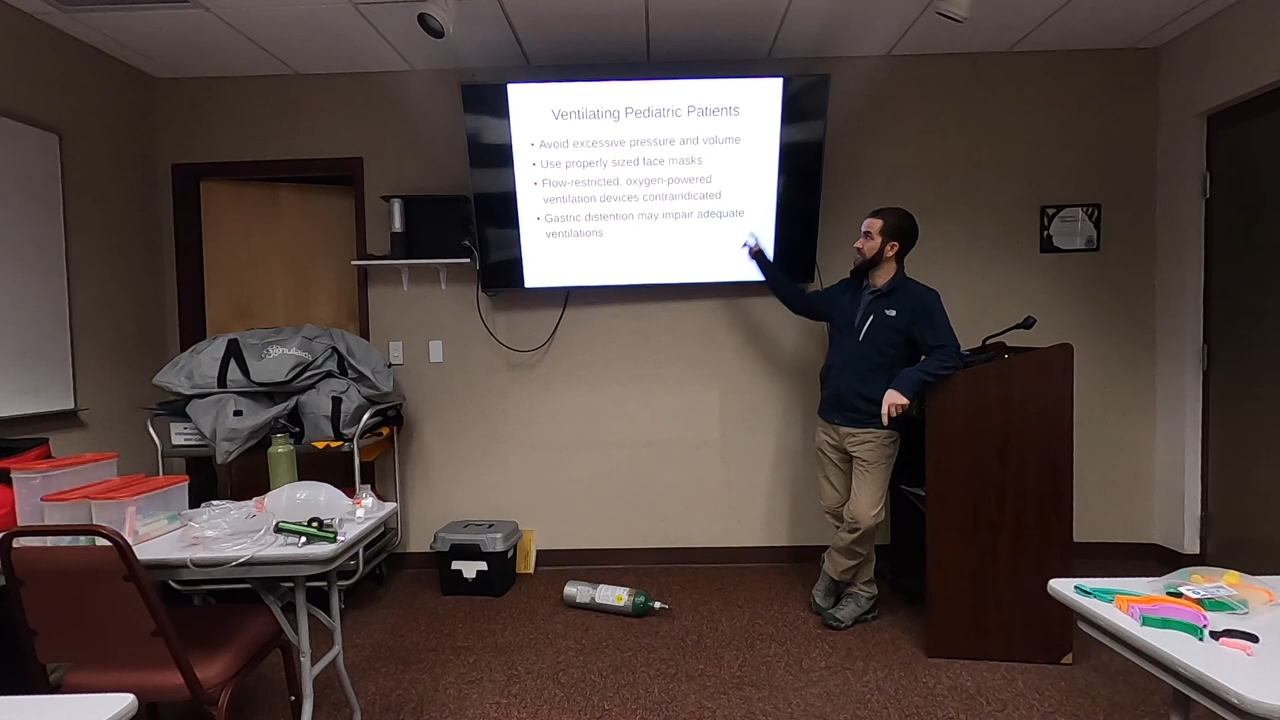 Ventilating Pediatric Patients
• Avoid excessive pressure and volume
• Use properly sized face masks
• Flow-restricted, oxygen-powered
ventilation devices contraindicated
• Gastric distention may impair adequate
ventilations
Simulaids